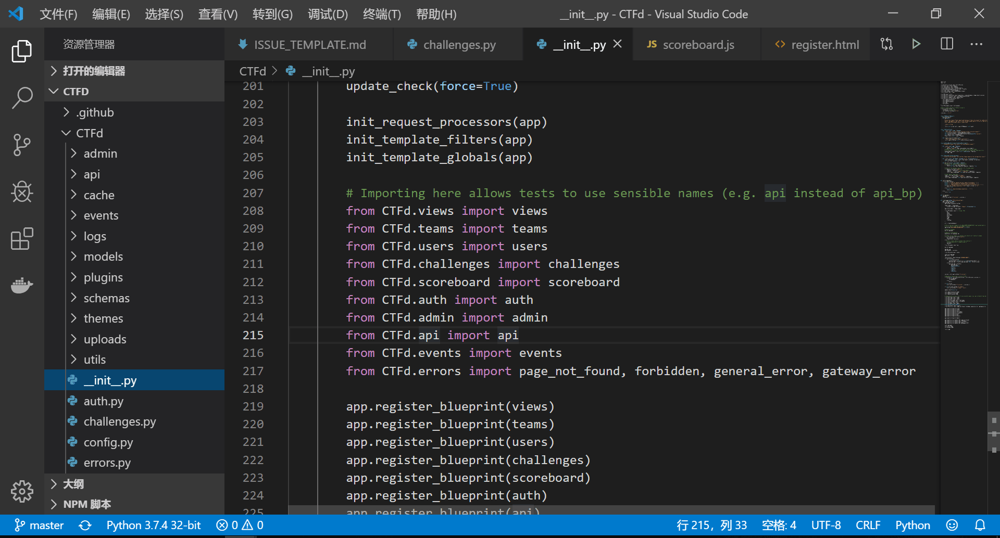 文件(F) 编辑(E) 选择(S) 查看(V) 转到(G) 调试(D) 终端(T) 帮助(H) __init__.py - CTFd - Visual Studio Code
资源管理器
ISSUE_TEMPLATE.md challenges.py __init__.py JS scoreboard.js register.html
打开的编辑器
CTFD
.github
CTFd
admin
api
cache
events
logs
models
plugins
schemas
themes
uploads
utils
__init__.py
auth.py
challenges.py
config.py
errors.py
大纲
NPM 脚本
CTFd > __init__.py
201 update_check(force=True)
202
203 init_request_processors(app)
204 init_template_filters(app)
205 init_template_globals(app)
206
207 # Importing here allows tests to use sensible names (e.g. api instead of api_bp)
208 from CTFd.views import views
209 from CTFd.teams import teams
210 from CTFd.users import users
211 from CTFd.challenges import challenges
212 from CTFd.scoreboard import scoreboard
213 from CTFd.auth import auth
214 from CTFd.admin import admin
215 from CTFd.api import api
216 from CTFd.events import events
217 from CTFd.errors import page_not_found, forbidden, general_error, gateway_error
218
219 app.register_blueprint(views)
220 app.register_blueprint(teams)
221 app.register_blueprint(users)
222 app.register_blueprint(challenges)
223 app.register_blueprint(scoreboard)
224 app.register_blueprint(auth)
225 app.register_blueprint(api)
master Python 3.7.4 32-bit 0 0 行 215，列 33 空格: 4 UTF-8 CRLF Python